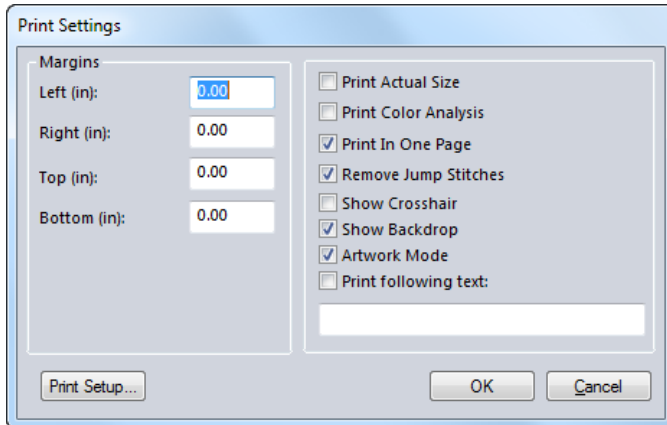 Print Settings
Margins
Left (in): 0.00
Right (in): 0.00
Top (in): 0.00
Bottom (in): 0.00
Print Actual Size
Print Color Analysis
Print In One Page
Remove Jump Stitches
Show Crosshair
Show Backdrop
Artwork Mode
Print following text:
Print Setup... OK Cancel